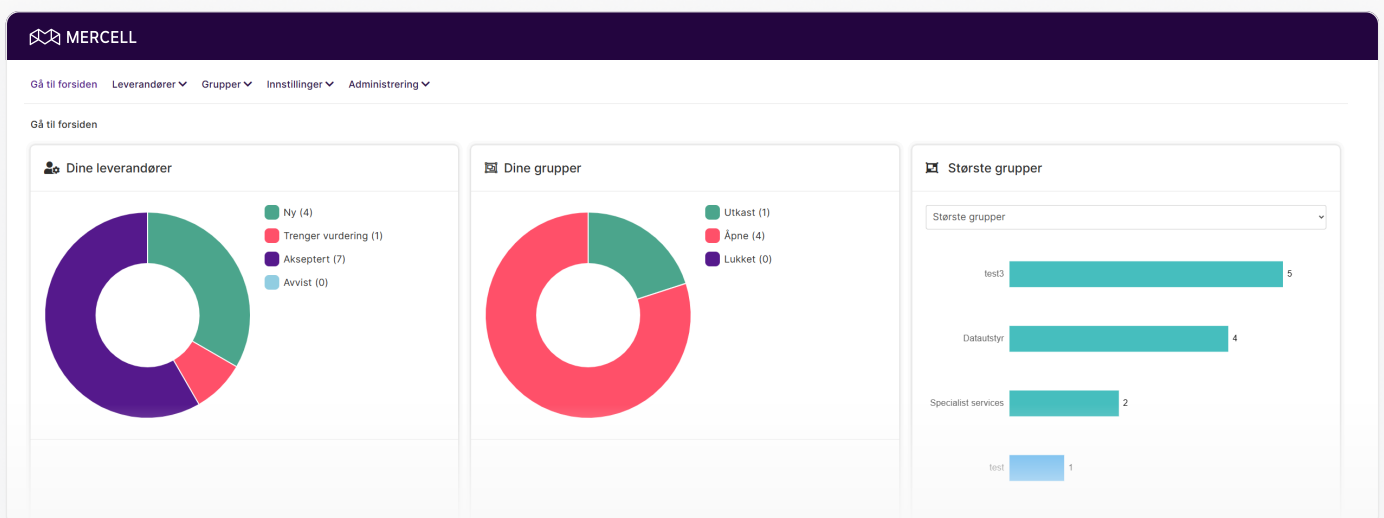 MERCELL
Gå til forsiden Leverandører Grupper Innstillinger Administrering
Gå til forsiden
Dine leverandører
Ny (4)
Trenger vurdering (1)
Akseptert (7)
Avvist (0)
Dine grupper
Utkast (1)
Åpne (4)
Lukket (0)
Største grupper
Største grupper
test3 5
Datautstyr 4
Specialist services 2
test 1